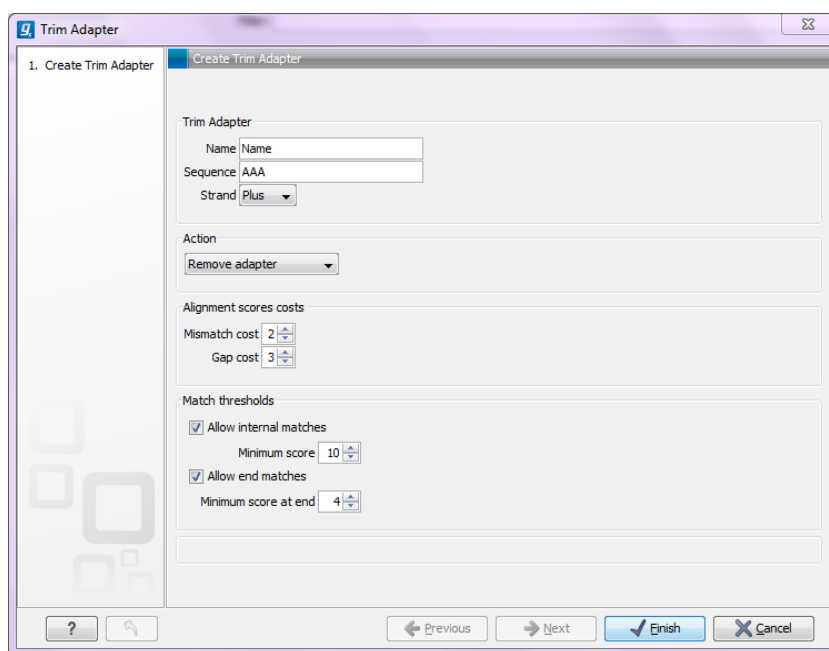 Trim Adapter
1. Create Trim Adapter
Create Trim Adapter
Trim Adapter
Name Name
Sequence AAA
Strand Plus
Action
Remove adapter
Alignment scores costs
Mismatch cost 2
Gap cost 3
Match thresholds
Allow internal matches
Minimum score 10
Allow end matches
Minimum score at end 4
? Previous Next Finish Cancel